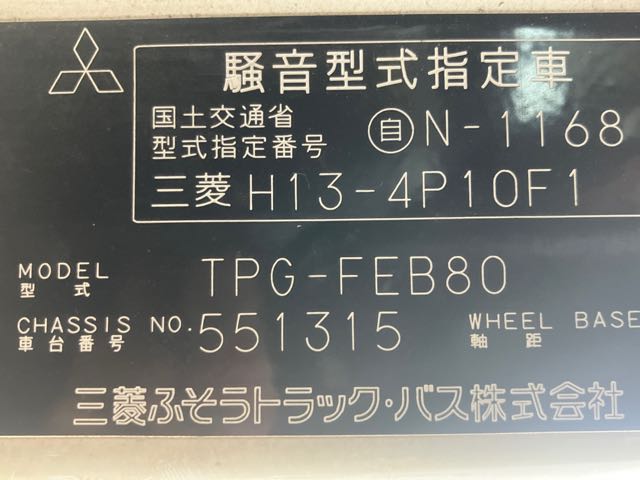 騒音型式指定車
国土交通省
型式指定番号 自 N-1168
三菱 H13-4P10F1
MODEL TPG-FEB80
型式
CHASSIS NO. 551315 WHEEL BASE
車台番号 軸距
三菱ふそうトラック・バス株式会社